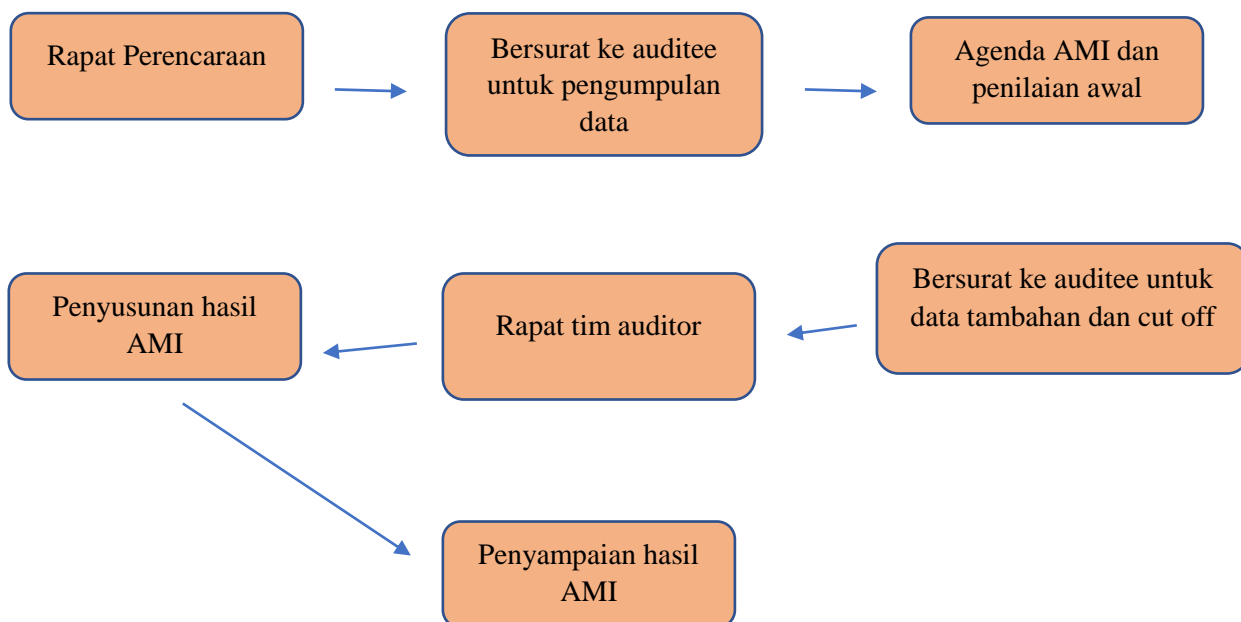 Rapat Perencaraan
Bersurat ke auditee
untuk pengumpulan
data
Agenda AMI dan
penilaian awal
Bersurat ke auditee untuk
data tambahan dan cut off
Rapat tim auditor
Penyusunan hasil
AMI
Penyampaian hasil
AMI